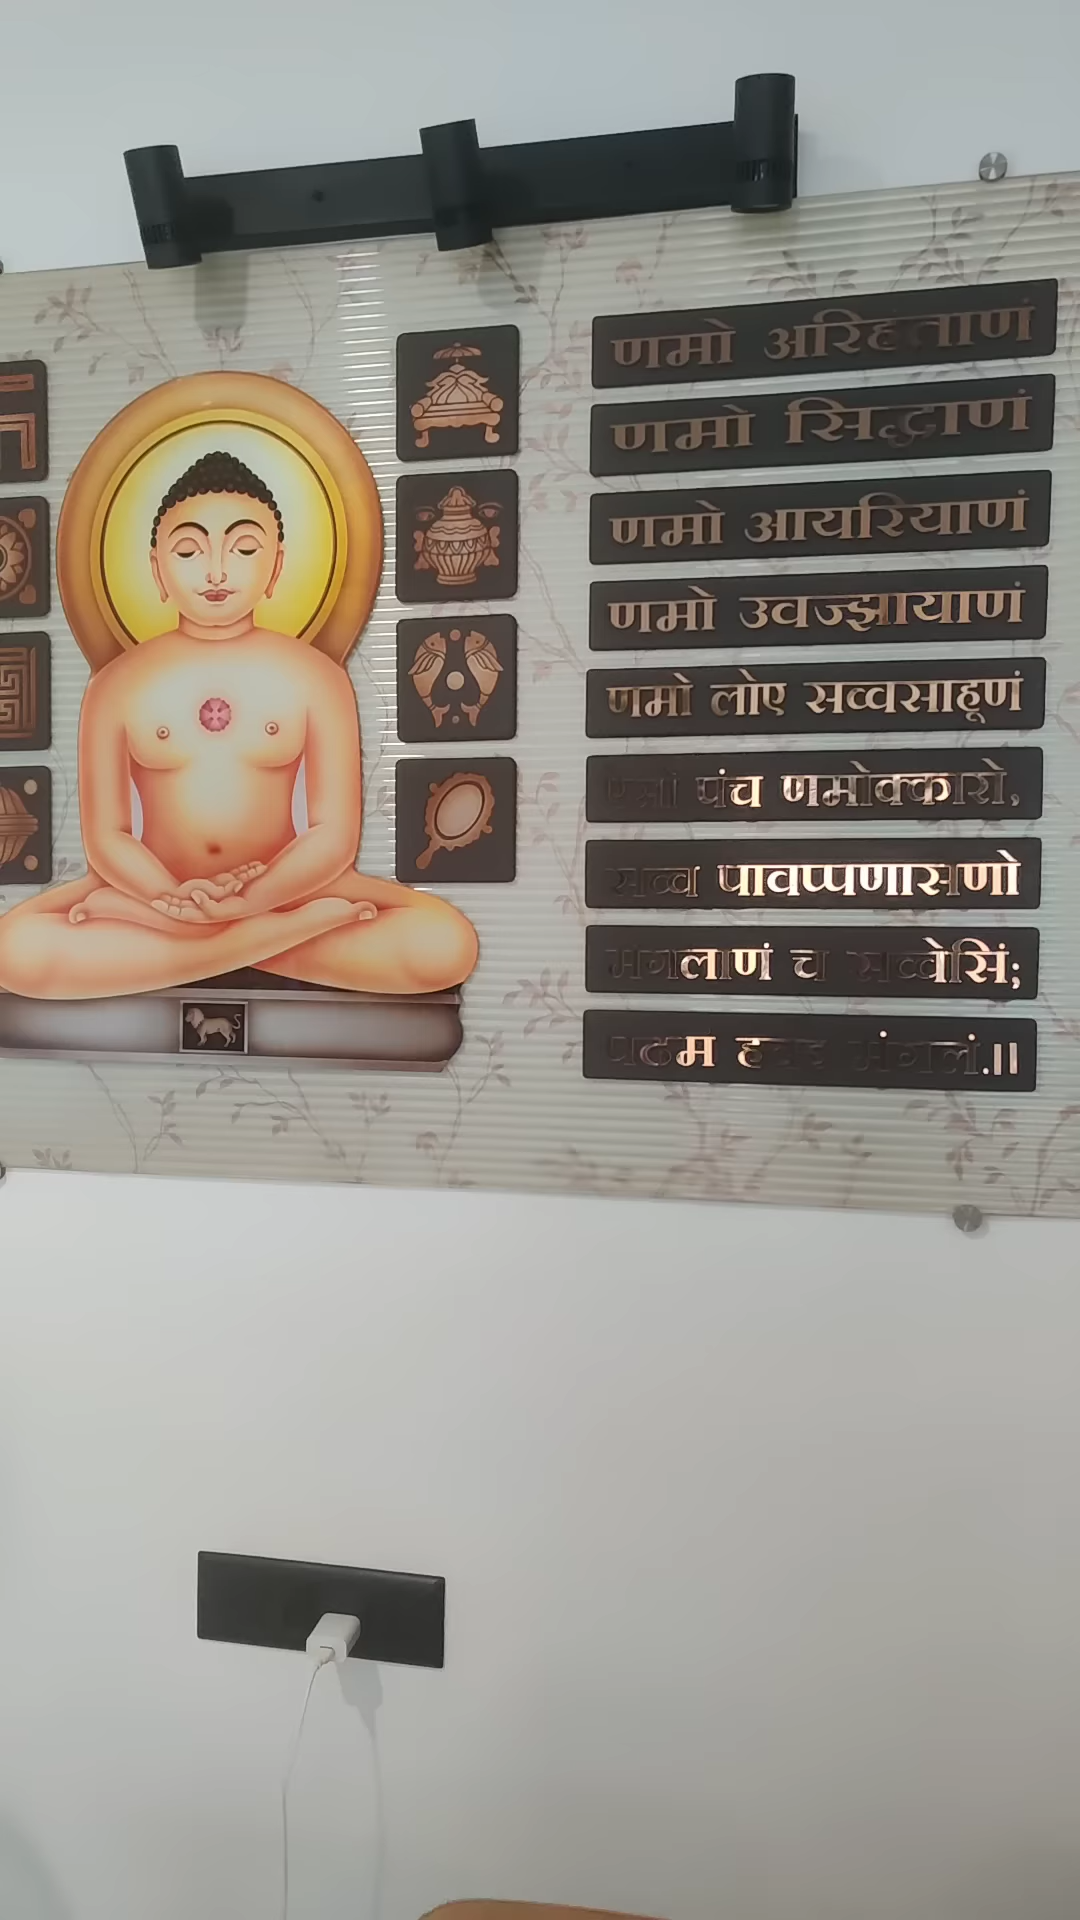 णमो अरिहंताणं
णमो सिद्धाणं
णमो आयरियाणं
णमो उवज्झायाणं
णमो लोए सव्वसाहूणं
एसो पंच णमोक्कारो,
सव्व पावप्पणासणो
मंगलाणं च सव्वेसिं;
पढम हवइ मंगलं.॥